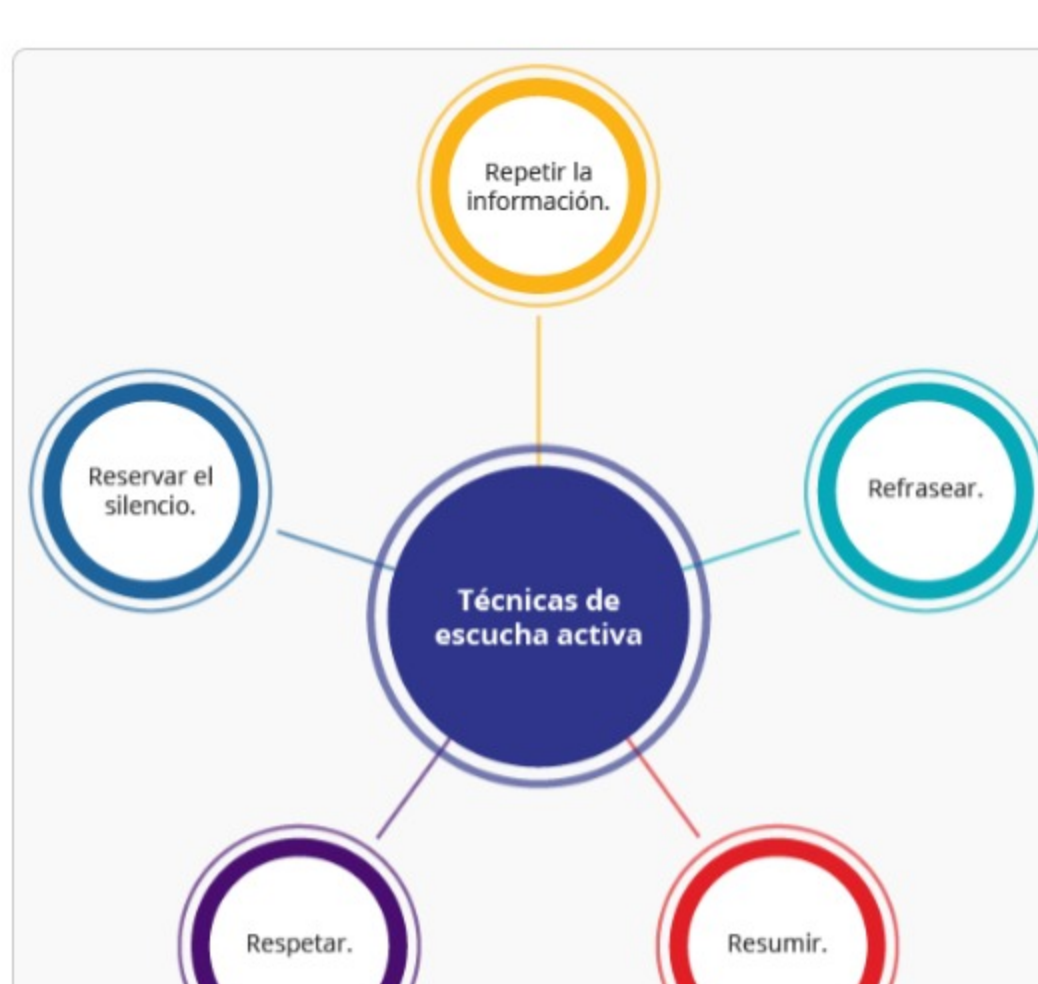 Repetir la
información.
Reservar el
silencio.
Refrasear.
Técnicas de
escucha activa
Respetar.
Resumir.